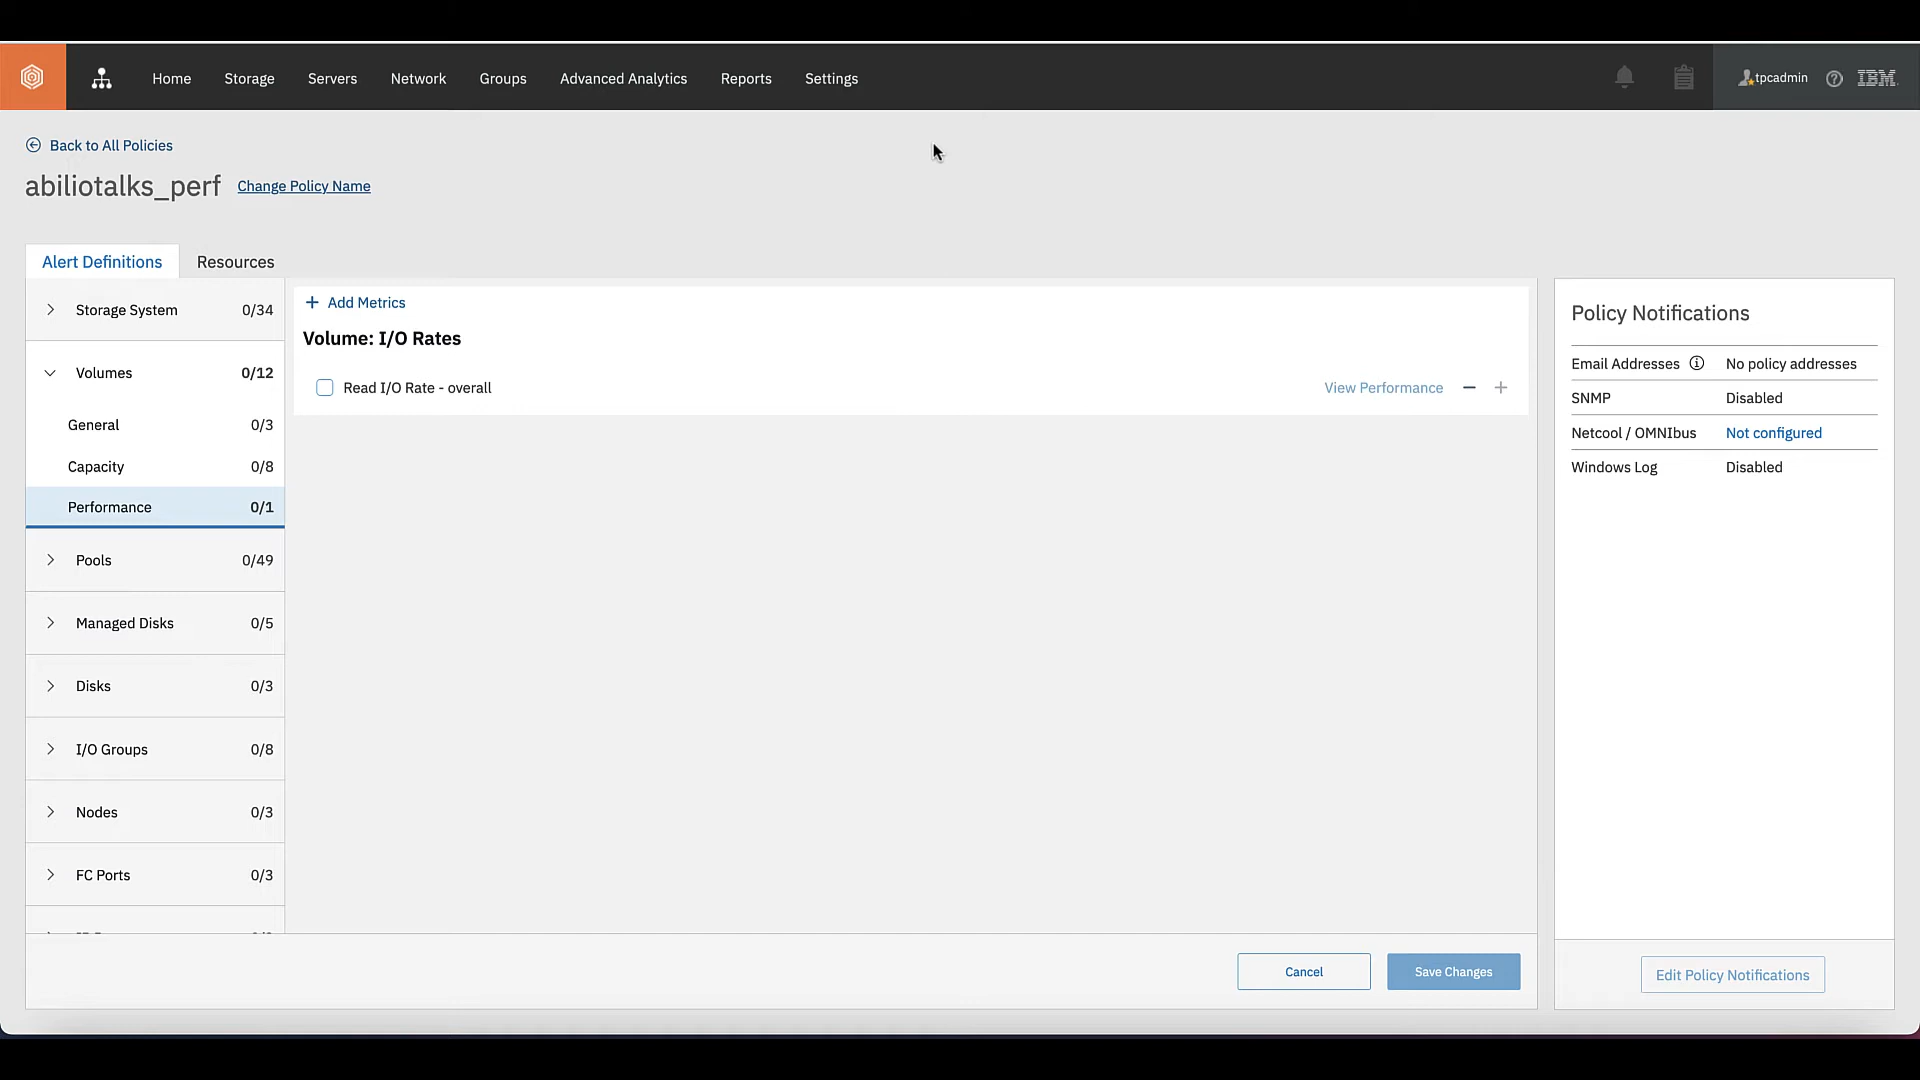 Home Storage Servers Network Groups Advanced Analytics Reports Settings tpcadmin IBM
Back to All Policies
abiliotalks_perf Change Policy Name
Alert Definitions Resources
Storage System 0/34
Volumes 0/12
General 0/3
Capacity 0/8
Performance 0/1
Pools 0/49
Managed Disks 0/5
Disks 0/3
I/O Groups 0/8
Nodes 0/3
FC Ports 0/3
+ Add Metrics
Volume: I/O Rates
Read I/O Rate - overall View Performance
Cancel Save Changes
Policy Notifications
Email Addresses No policy addresses
SNMP Disabled
Netcool / OMNIbus Not configured
Windows Log Disabled
Edit Policy Notifications